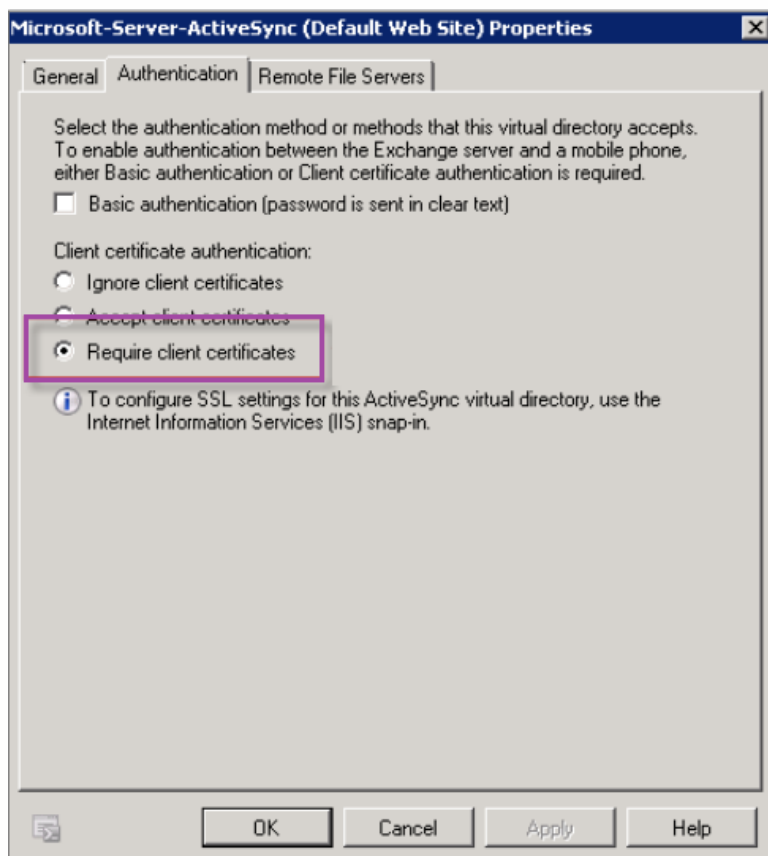 Microsoft-Server-ActiveSync (Default Web Site) Properties
General Authentication Remote File Servers
Select the authentication method or methods that this virtual directory accepts.
To enable authentication between the Exchange server and a mobile phone,
either Basic authentication or Client certificate authentication is required.
Basic authentication (password is sent in clear text)
Client certificate authentication:
Ignore client certificates
Accept client certificates
Require client certificates
To configure SSL settings for this ActiveSync virtual directory, use the
Internet Information Services (IIS) snap-in.
OK Cancel Apply Help